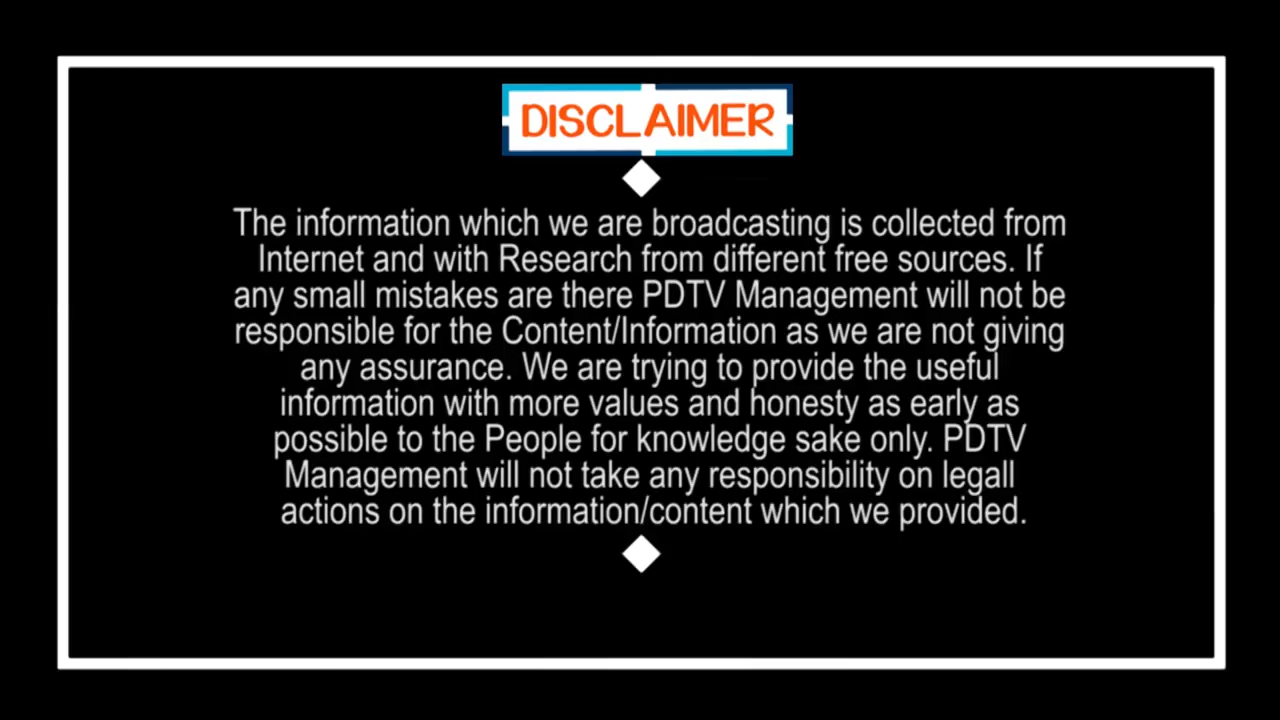 DISCLAIMER
The information which we are broadcasting is collected from
Internet and with Research from different free sources. If
any small mistakes are there PDTV Management will not be
responsible for the Content/Information as we are not giving
any assurance. We are trying to provide the useful
information with more values and honesty as early as
possible to the People for knowledge sake only. PDTV
Management will not take any responsibility on legall
actions on the information/content which we provided.